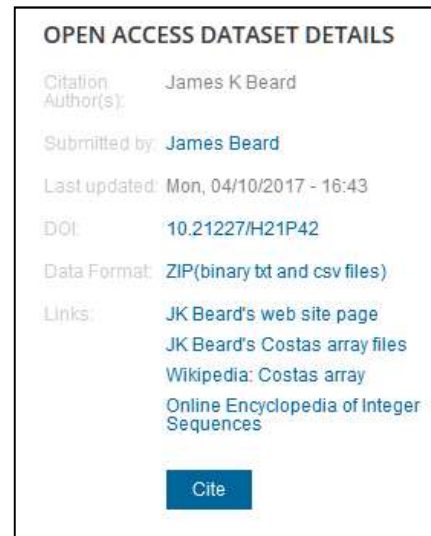 OPEN ACCESS DATASET DETAILS
Citation Author(s): James K Beard
Submitted by: James Beard
Last updated: Mon, 04/10/2017 - 16:43
DOI: 10.21227/H21P42
Data Format: ZIP(binary txt and csv files)
Links: JK Beard's web site page
JK Beard's Costas array files
Wikipedia: Costas array
Online Encyclopedia of Integer
Sequences
Cite